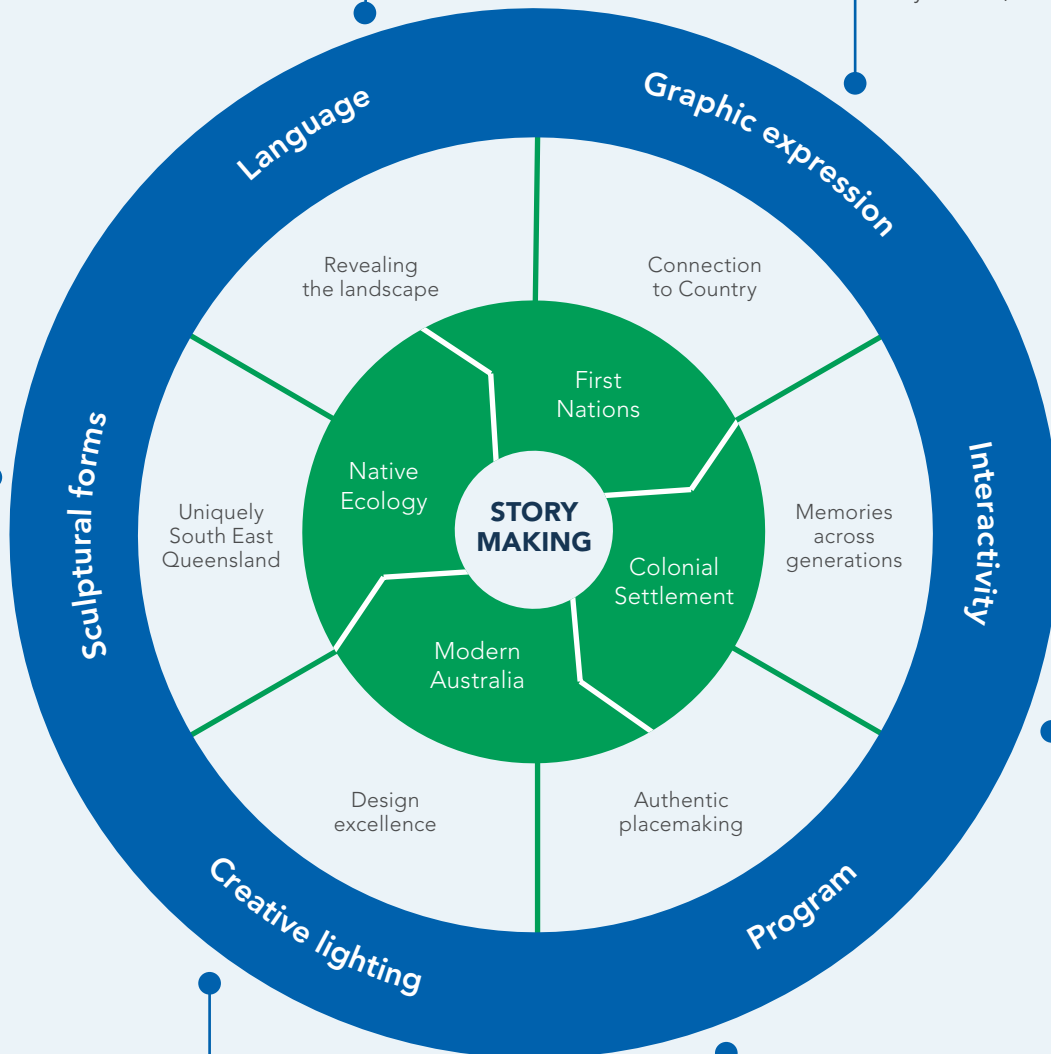 Language
Graphic expression
Revealing
the landscape
Connection
to Country
First
Nations
Native
Ecology
STORY
MAKING
Uniquely
South East
Queensland
Memories
across
generations
Colonial
Settlement
Modern
Australia
Sculptural forms
Interactivity
Design
excellence
Authentic
placemaking
Creative lighting
Program